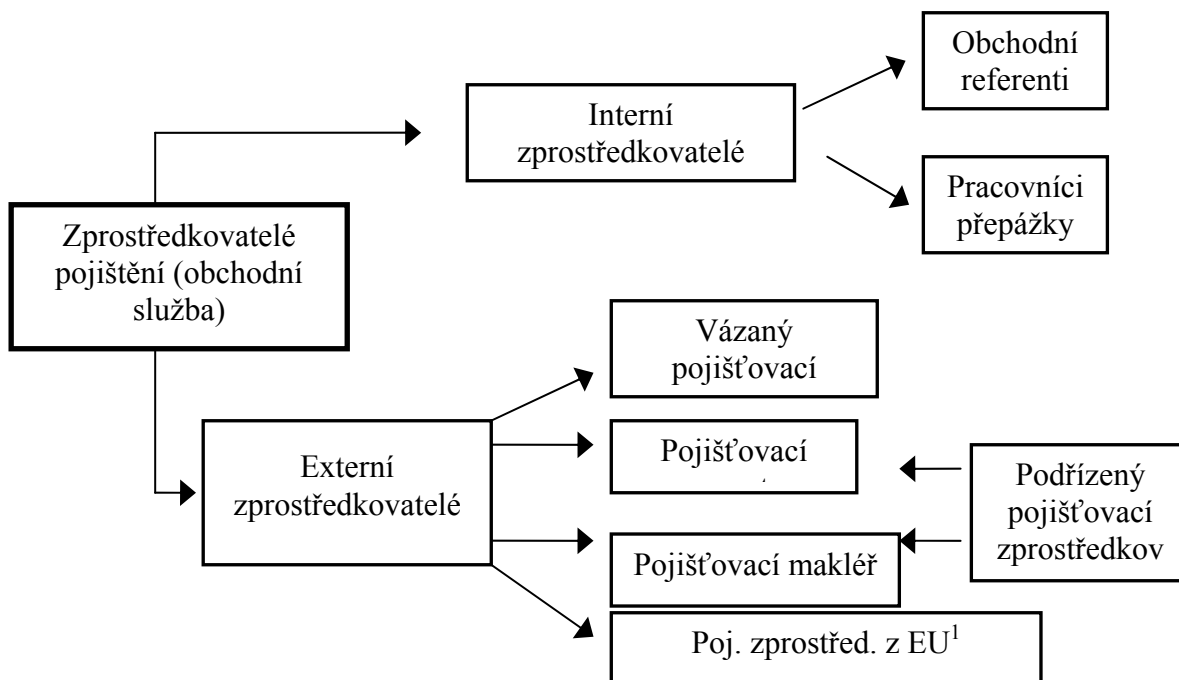 Obchodní
referenti
Interní
zprostředkovatelé
Pracovníci
přepážky
Zprostředkovatelé
pojištění (obchodní
služba)
Vázaný
pojišťovací
Externí
zprostředkovatelé
Pojišťovací
Podřízený
pojišťovací
zprostředkov
Pojišťovací makléř
Poj. zprostřed. z EU¹